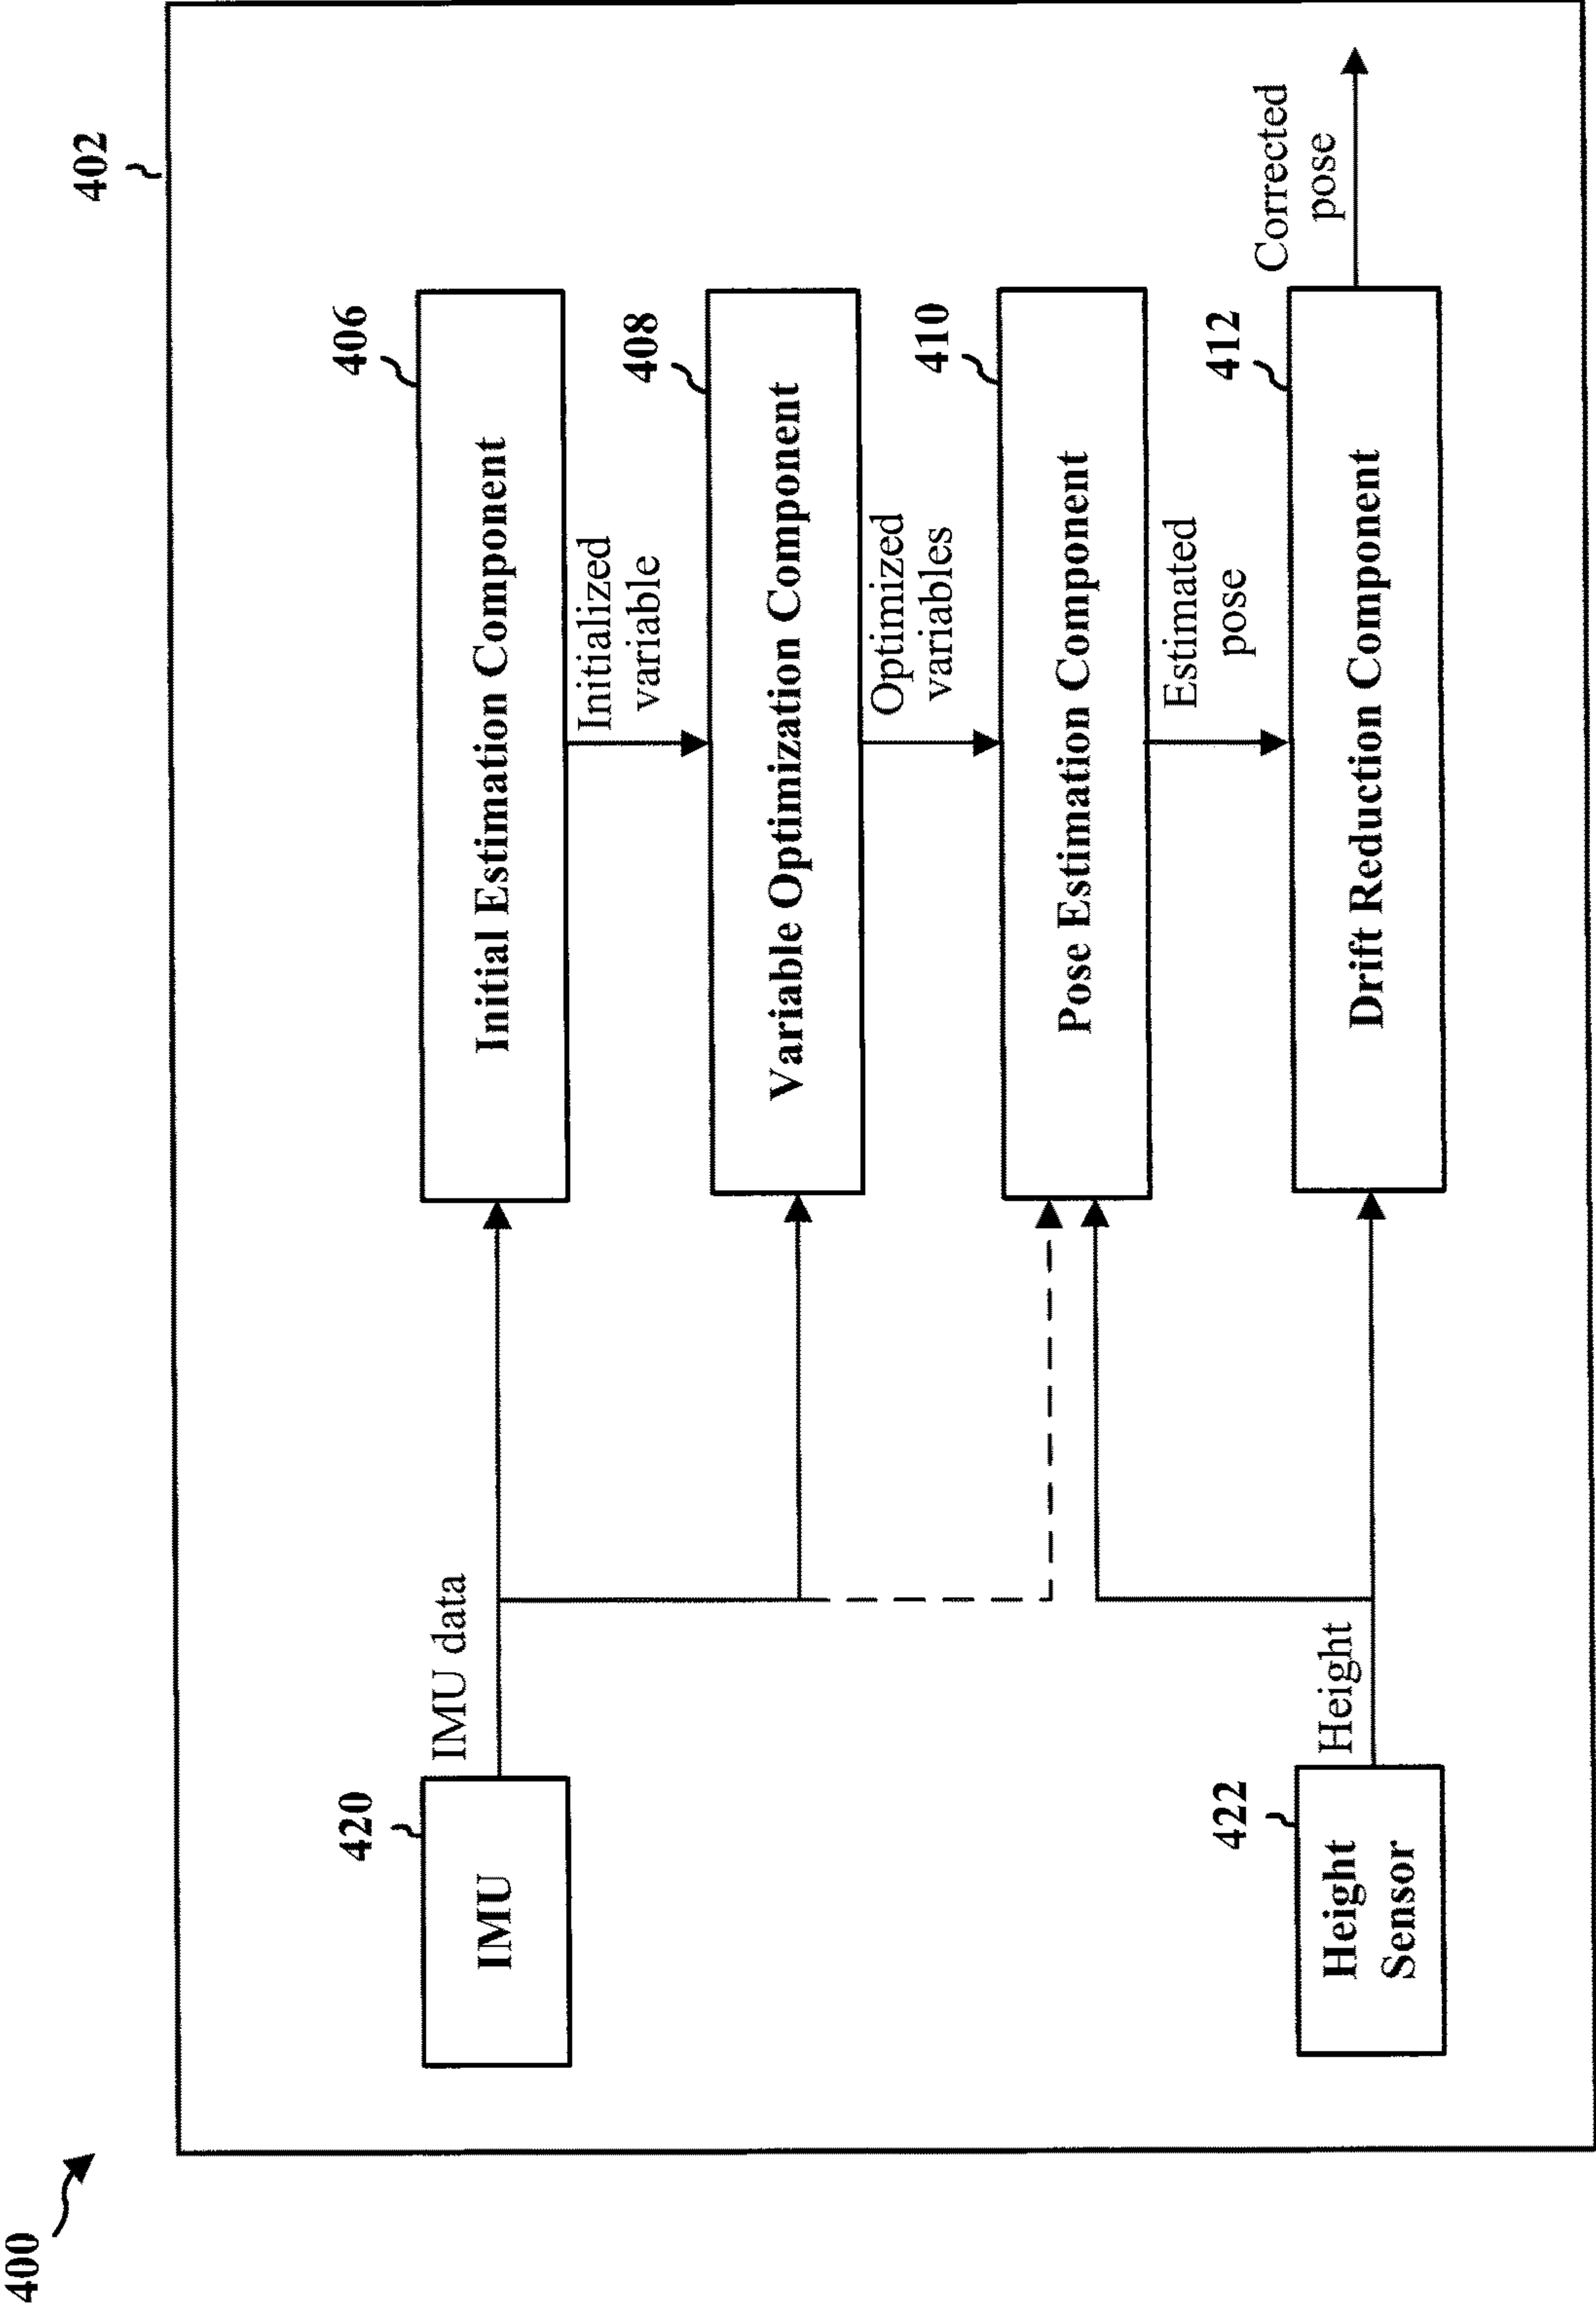 400
402
IMU
420
IMU data
Height
Sensor
422
Height
Initial Estimation Component
406
Initialized
variable
Variable Optimization Component
408
Optimized
variables
Pose Estimation Component
410
Estimated
pose
Drift Reduction Component
412
Corrected
pose